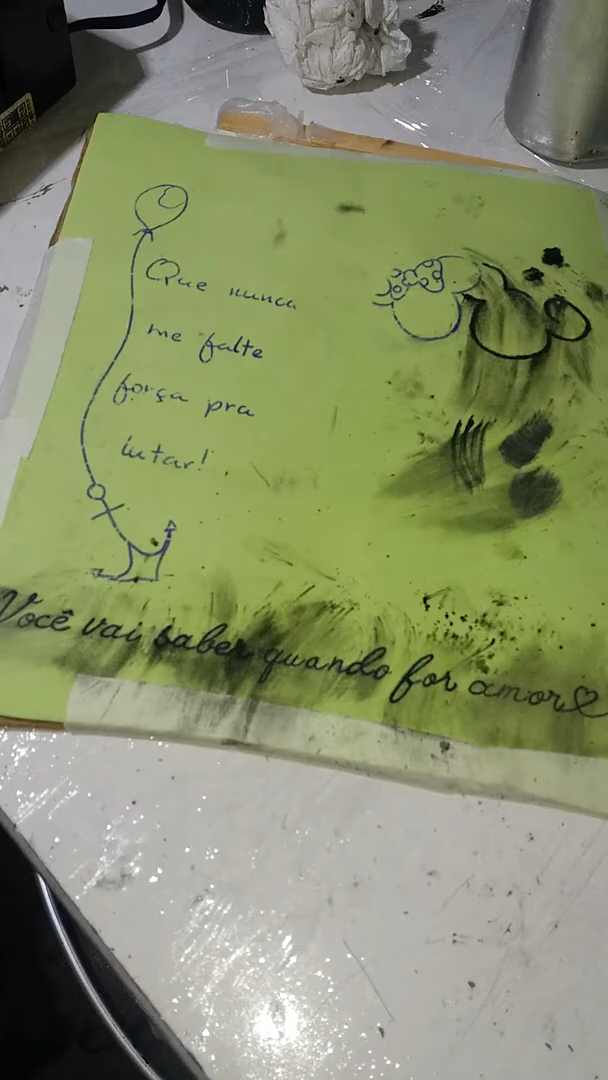 Que nunca
me falte
força pra
lutar!
Você vai saber quando for amor